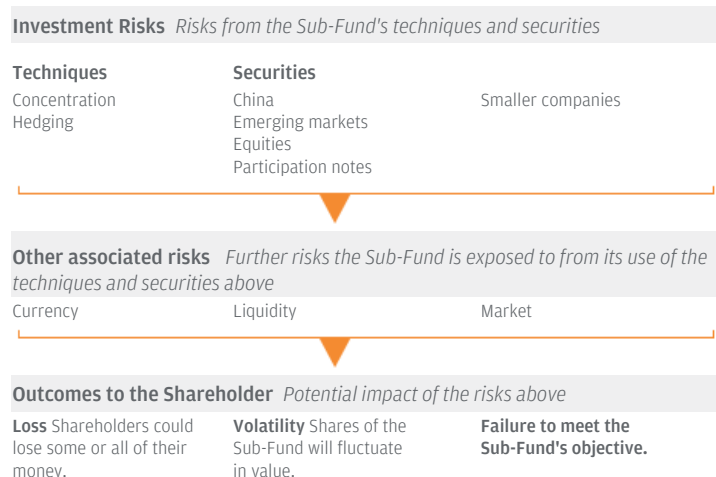 Investment Risks Risks from the Sub-Fund's techniques and securities
Techniques
Concentration
Hedging
Securities
China
Emerging markets
Equities
Participation notes
Smaller companies
Other associated risks Further risks the Sub-Fund is exposed to from its use of the
techniques and securities above
Currency
Liquidity
Market
Outcomes to the Shareholder Potential impact of the risks above
Loss Shareholders could
lose some or all of their
money.
Volatility Shares of the
Sub-Fund will fluctuate
in value.
Failure to meet the
Sub-Fund's objective.